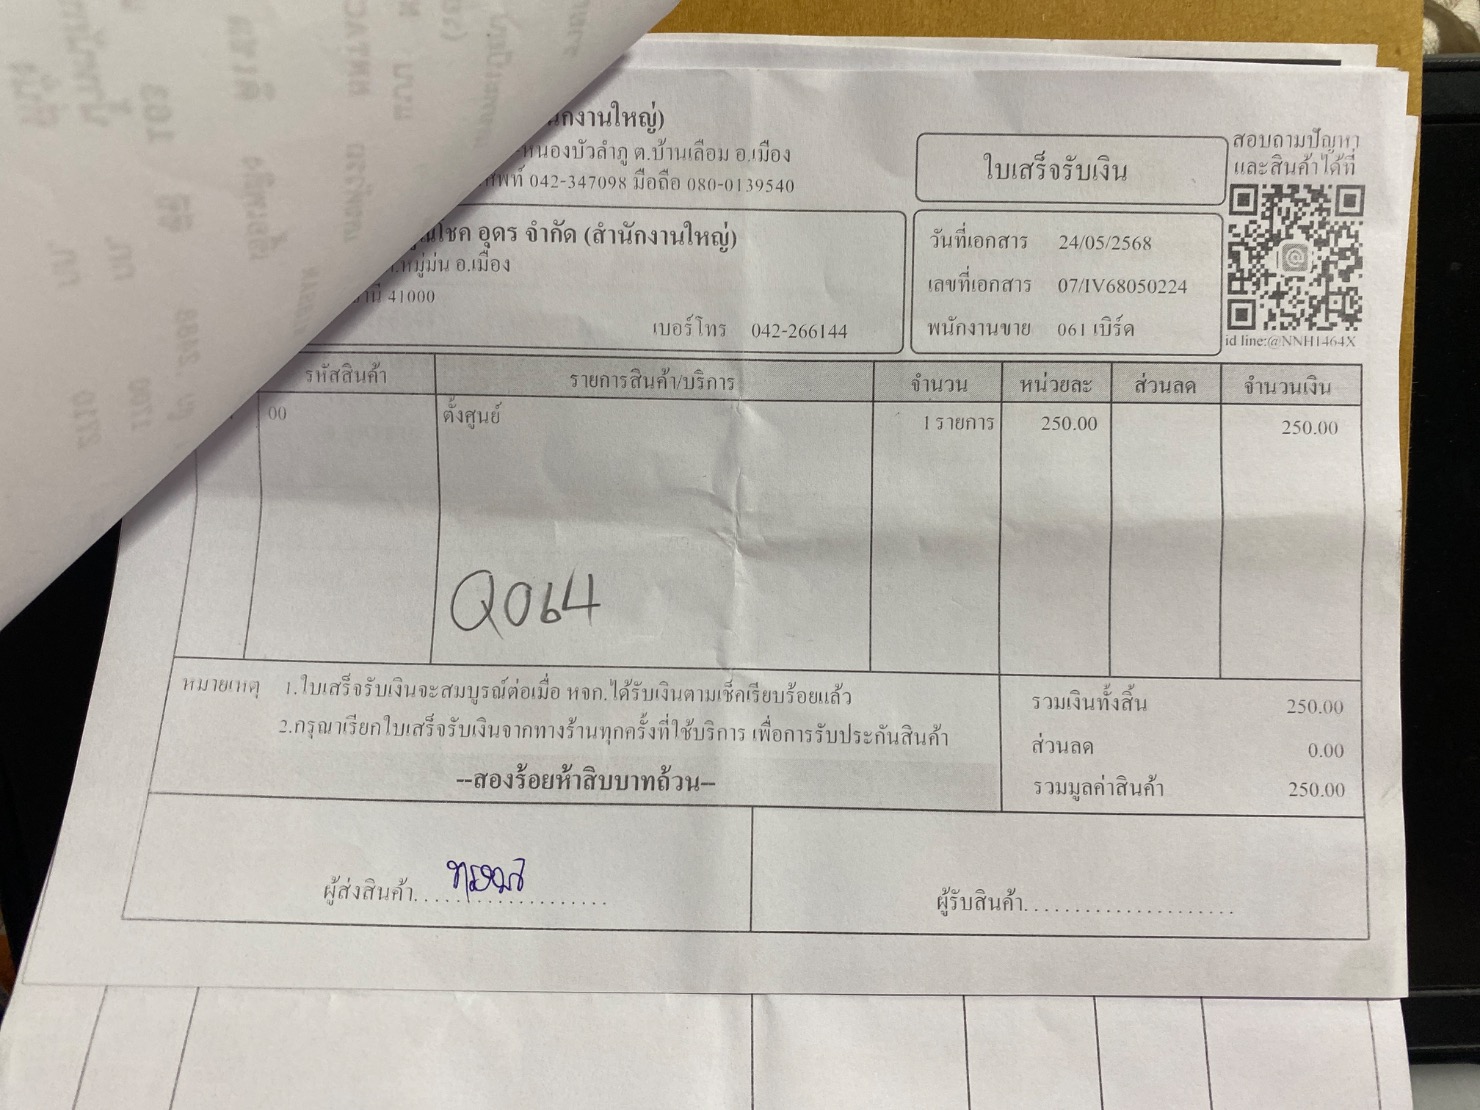 นักงานใหญ่)
หนองบัวลำภู ต.บ้านเลื่อม อ.เมือง
042-347098 มือถือ 080-0139540
ใบเสร็จรับเงิน
สอบถามปัญหา
และสินค้าได้ที่
อุดร จำกัด (สำนักงานใหญ่)
อ.เมือง
41000
เบอร์โทร 042-266144
วันที่เอกสาร 24/05/2568
เลขที่เอกสาร 07/IV68050224
พนักงานขาย 061 เบิร์ด
id line:@NNH1464X
รหัสสินค้า รายการสินค้า/บริการ จำนวน หน่วยละ ส่วนลด จำนวนเงิน
00 ตั้งศูนย์ 1 รายการ 250.00 250.00
Q064
หมายเหตุ 1.ใบเสร็จรับเงินจะสมบูรณ์ต่อเมื่อ หจก.ได้รับเงินตามเช็คเรียบร้อยแล้ว
2.กรุณาเรียกใบเสร็จรับเงินจากทางร้านทุกครั้งที่ใช้บริการ เพื่อการรับประกันสินค้า
--สองร้อยห้าสิบบาทถ้วน--
รวมเงินทั้งสิ้น 250.00
ส่วนลด 0.00
รวมมูลค่าสินค้า 250.00
ผู้ส่งสินค้า....................
ผู้รับสินค้า.....................